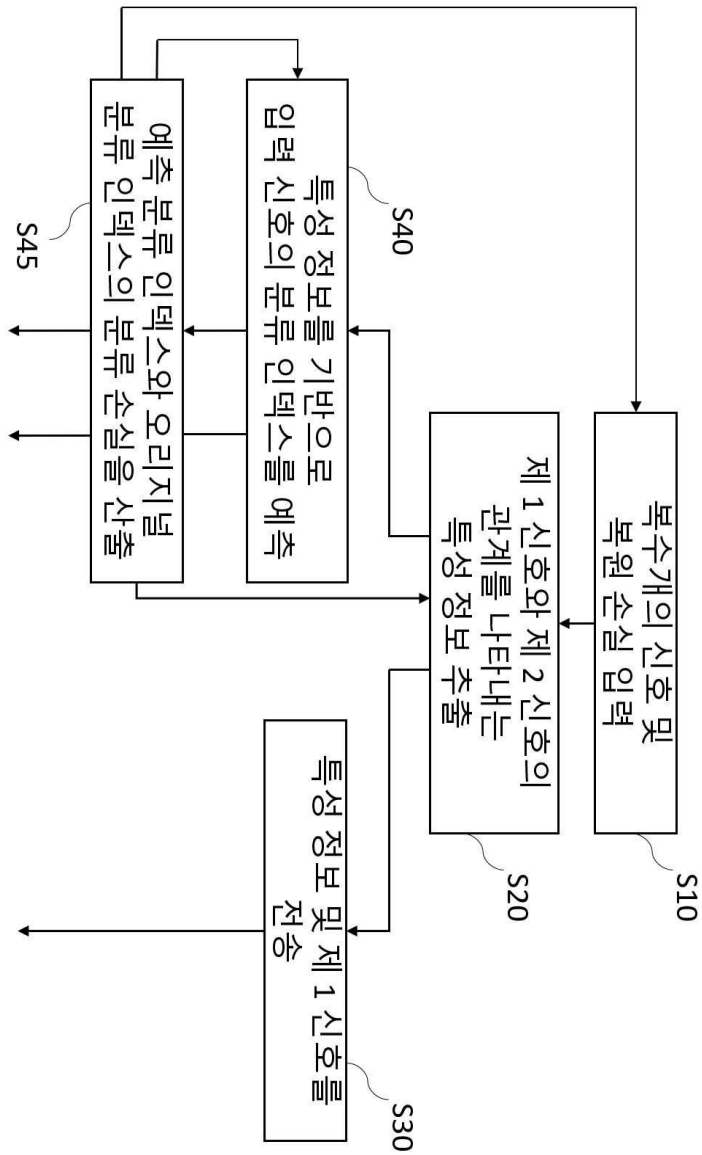 복수개의 신호 및
복원 손실 입력
S10
제 1 신호와 제 2 신호의
관계를 나타내는
특성 정보 추출
S20
특성 정보를 기반으로
입력 신호의 분류 인덱스를 예측
S40
특성 정보 및 제 1 신호를
전송
S30
예측 분류 인덱스와 오리지널
분류 인덱스의 분류 손실을 산출
S45